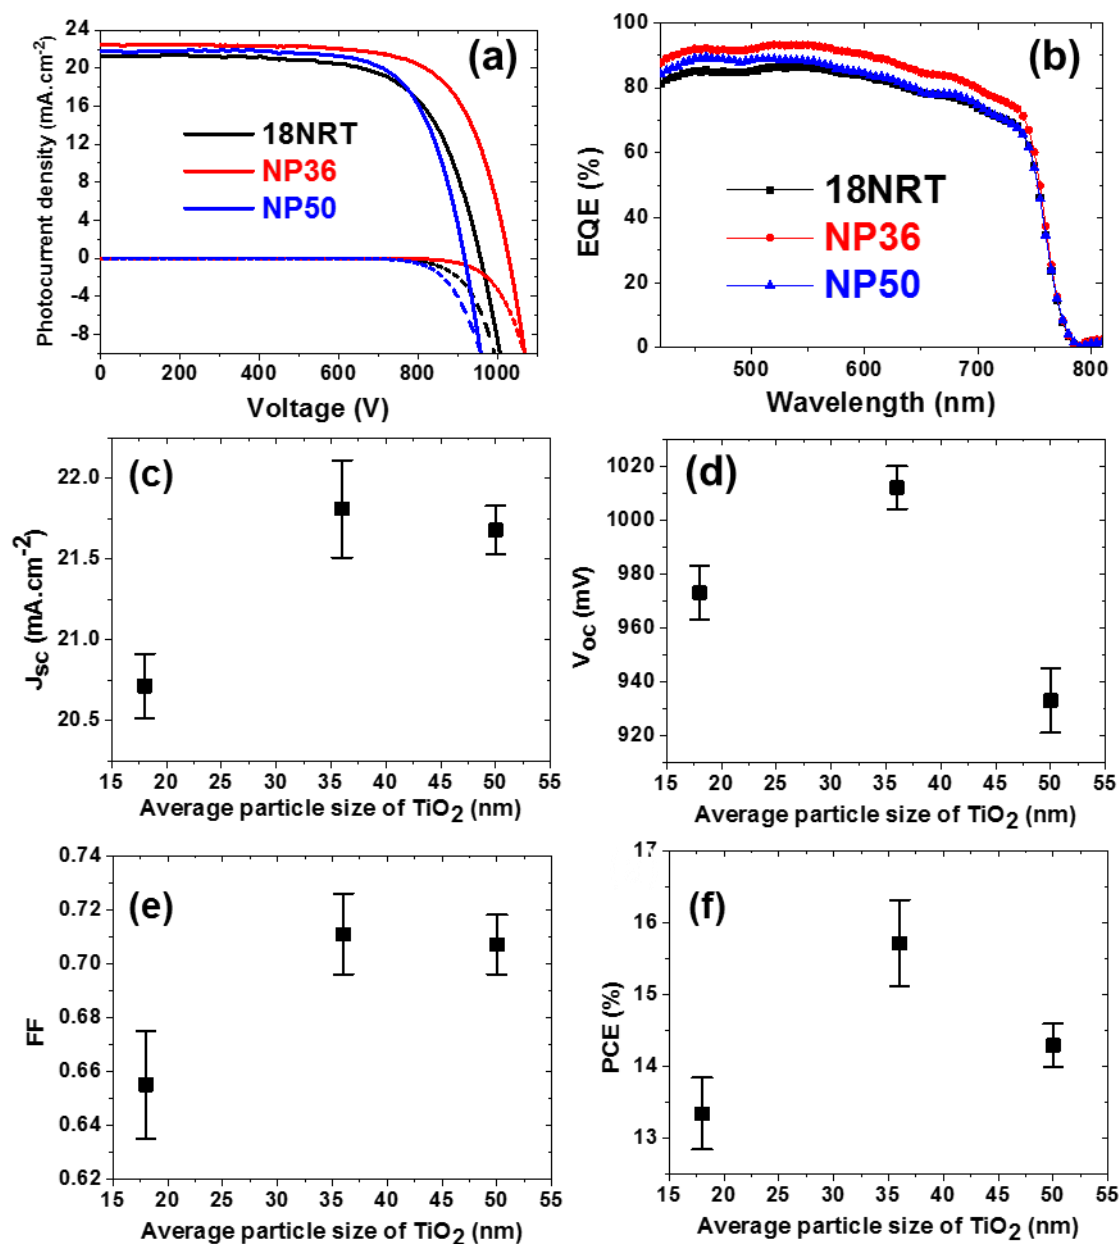 (a)
Photocurrent density (mA.cm-2)
24
20
16
12
8
4
0
-4
-8
18NRT
NP36
NP50
0 200 400 600 800 1000
Voltage (V)
(b)
EQE (%)
100
80
60
40
20
0
18NRT
NP36
NP50
500 600 700 800
Wavelength (nm)
(c)
JSC (mA.cm-2)
22.0
21.5
21.0
20.5
15 20 25 30 35 40 45 50 55
Average particle size of TiO2 (nm)
(d)
Voc (mV)
1020
1000
980
960
940
920
15 20 25 30 35 40 45 50 55
Average particle size of TiO2 (nm)
(e)
FF
0.74
0.72
0.70
0.68
0.66
0.64
0.62
15 20 25 30 35 40 45 50 55
Average particle size of TiO2 (nm)
(f)
PCE (%)
17
16
15
14
13
15 20 25 30 35 40 45 50 55
Average particle size of TiO2 (nm)